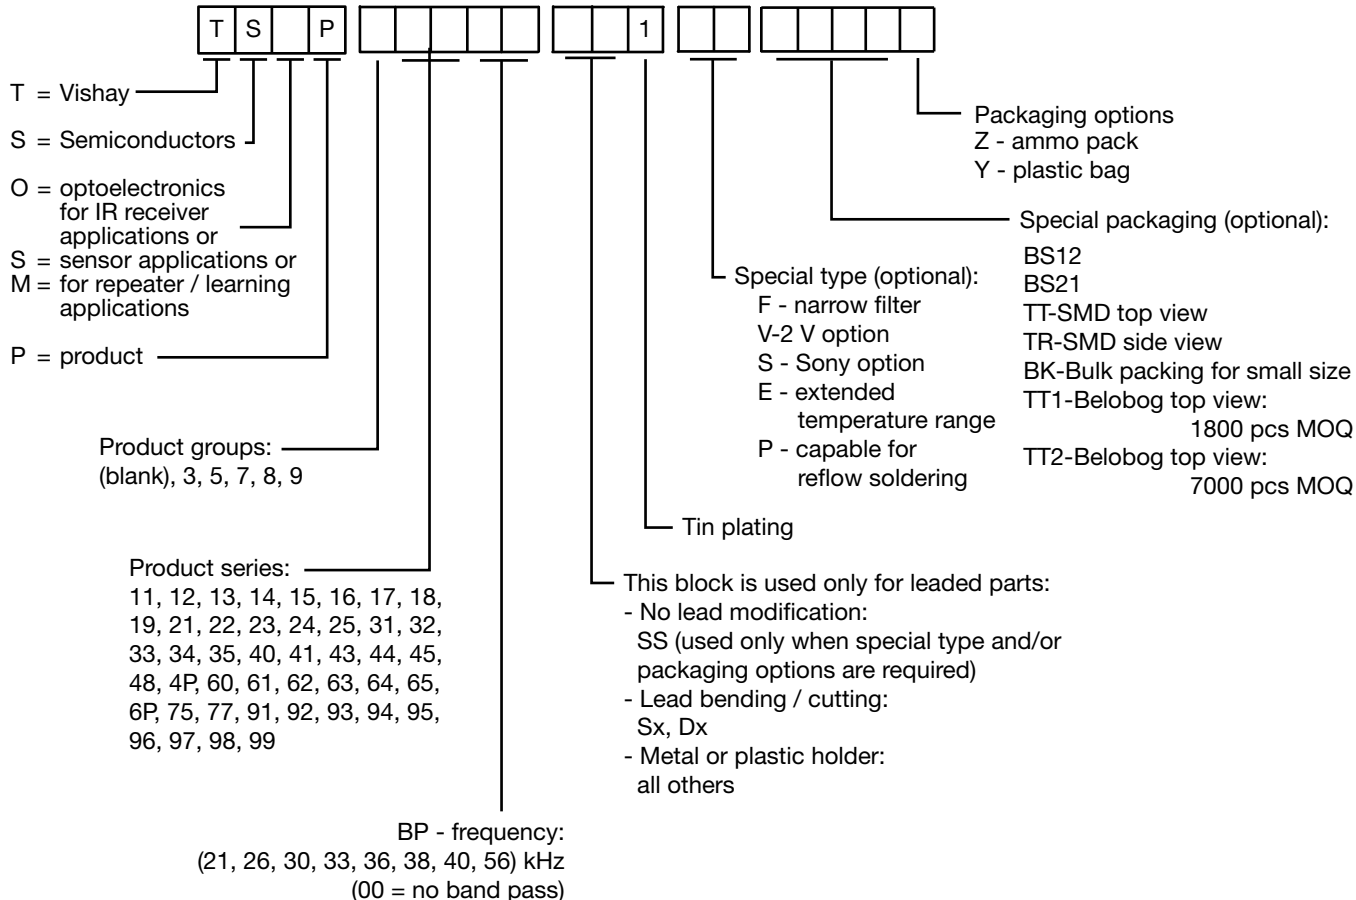 T S P 1
T = Vishay
S = Semiconductors
O = optoelectronics
for IR receiver
applications or
S = sensor applications or
M = for repeater / learning
applications
P = product
Product groups:
(blank), 3, 5, 7, 8, 9
Product series:
11, 12, 13, 14, 15, 16, 17, 18,
19, 21, 22, 23, 24, 25, 31, 32,
33, 34, 35, 40, 41, 43, 44, 45,
48, 4P, 60, 61, 62, 63, 64, 65,
6P, 75, 77, 91, 92, 93, 94, 95,
96, 97, 98, 99
BP - frequency:
(21, 26, 30, 33, 36, 38, 40, 56) kHz
(00 = no band pass)
This block is used only for leaded parts:
- No lead modification:
SS (used only when special type and/or
packaging options are required)
- Lead bending / cutting:
Sx, Dx
- Metal or plastic holder:
all others
Tin plating
Special type (optional):
F - narrow filter
V-2 V option
S - Sony option
E - extended
temperature range
P - capable for
reflow soldering
Special packaging (optional):
BS12
BS21
TT-SMD top view
TR-SMD side view
BK-Bulk packing for small size
TT1-Belobog top view:
1800 pcs MOQ
TT2-Belobog top view:
7000 pcs MOQ
Packaging options
Z - ammo pack
Y - plastic bag